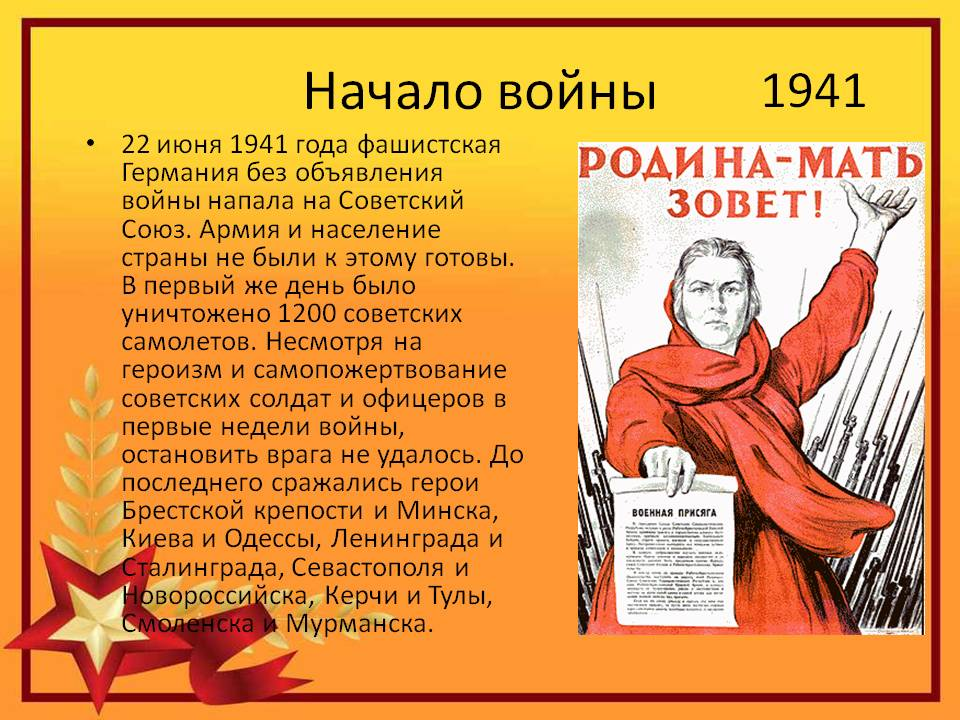 Начало войны 1941
• 22 июня 1941 года фашистская
Германия без объявления
войны напала на Советский
Союз. Армия и население
страны не были к этому готовы.
В первый же день было
уничтожено 1200 советских
самолетов. Несмотря на
героизм и самопожертвование
советских солдат и офицеров в
первые недели войны,
остановить врага не удалось. До
последнего сражались герои
Брестской крепости и Минска,
Киева и Одессы, Ленинграда и
Сталинграда, Севастополя и
Новороссийска, Керчи и Тулы,
Смоленска и Мурманска.
РОДИНА-МАТЬ
ЗОВЕТ!
ВОЕННАЯ ПРИСЯГА